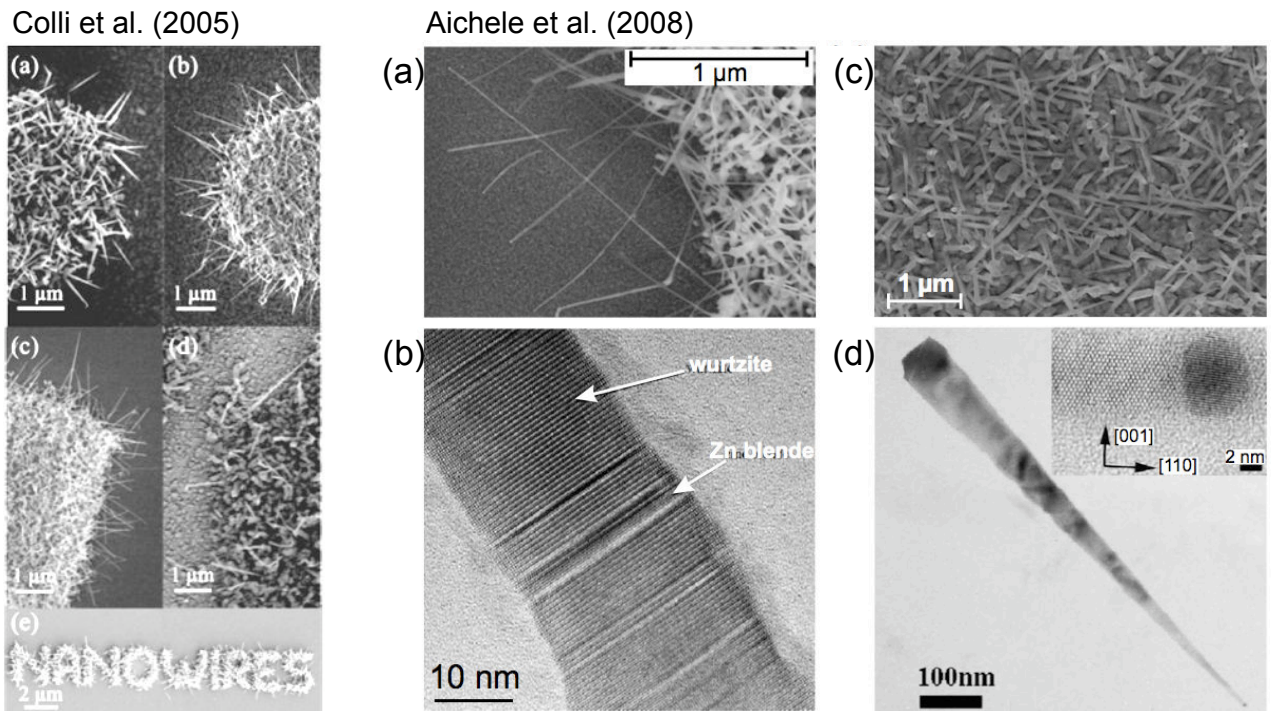 Colli et al. (2005)
(a)
1 µm
(b)
1 µm
(c)
1 µm
(d)
1 µm
(e)
NANOWIRES
2 µm
Aichele et al. (2008)
(a)
1 µm
(b)
wurtzite
Zn blende
10 nm
(c)
1 µm
(d)
[001]
[110]
2 nm
100nm